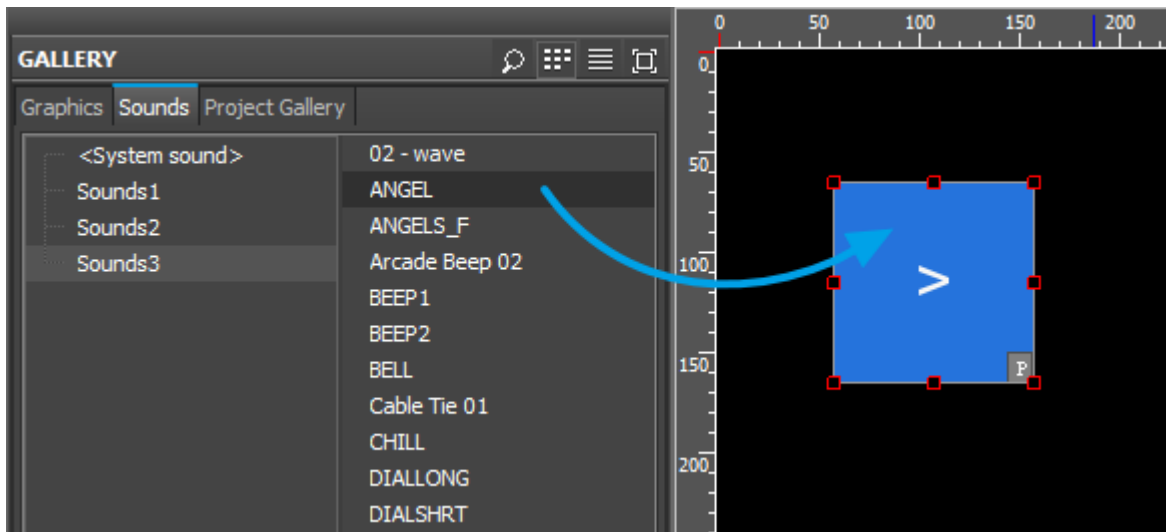 GALLERY
Graphics Sounds Project Gallery
<System sound>
Sounds1
Sounds2
Sounds3
02 - wave
ANGEL
ANGELS_F
Arcade Beep 02
BEEP1
BEEP2
BELL
Cable Tie 01
CHILL
DIALLONG
DIALSHRT
0 50 100 150 200
0
50
100
150
200
>
P